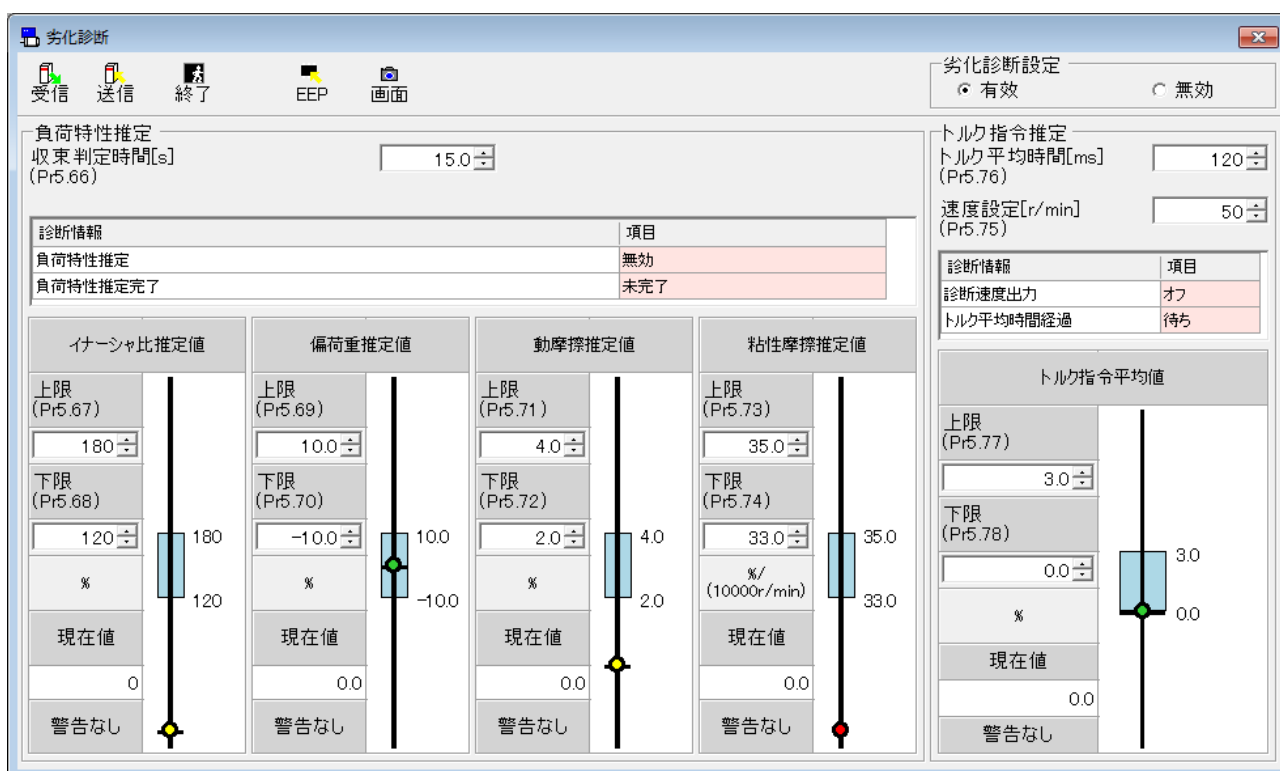 劣化診断
受信 送信 終了 EEP 画面
劣化診断設定
有効 無効
負荷特性推定
収束判定時間[s] 15.0
(Pr5.66)
診断情報 項目
負荷特性推定 無効
負荷特性推定完了 未完了
イナーシャ比推定値
上限
(Pr5.67)
180
下限
(Pr5.68)
120
%
現在値
0
警告なし
180
120
偏荷重推定値
上限
(Pr5.69)
10.0
下限
(Pr5.70)
-10.0
%
現在値
0.0
警告なし
10.0
-10.0
動摩擦推定値
上限
(Pr5.71)
4.0
下限
(Pr5.72)
2.0
%
現在値
0.0
警告なし
4.0
2.0
粘性摩擦推定値
上限
(Pr5.73)
35.0
下限
(Pr5.74)
33.0
%/
(10000r/min)
現在値
0.0
警告なし
35.0
33.0
トルク指令推定
トルク平均時間[ms] 120
(Pr5.76)
速度設定[r/min] 50
(Pr5.75)
診断情報 項目
診断速度出力 オフ
トルク平均時間経過 待ち
トルク指令平均値
上限
(Pr5.77)
3.0
下限
(Pr5.78)
0.0
%
現在値
0.0
警告なし
3.0
0.0